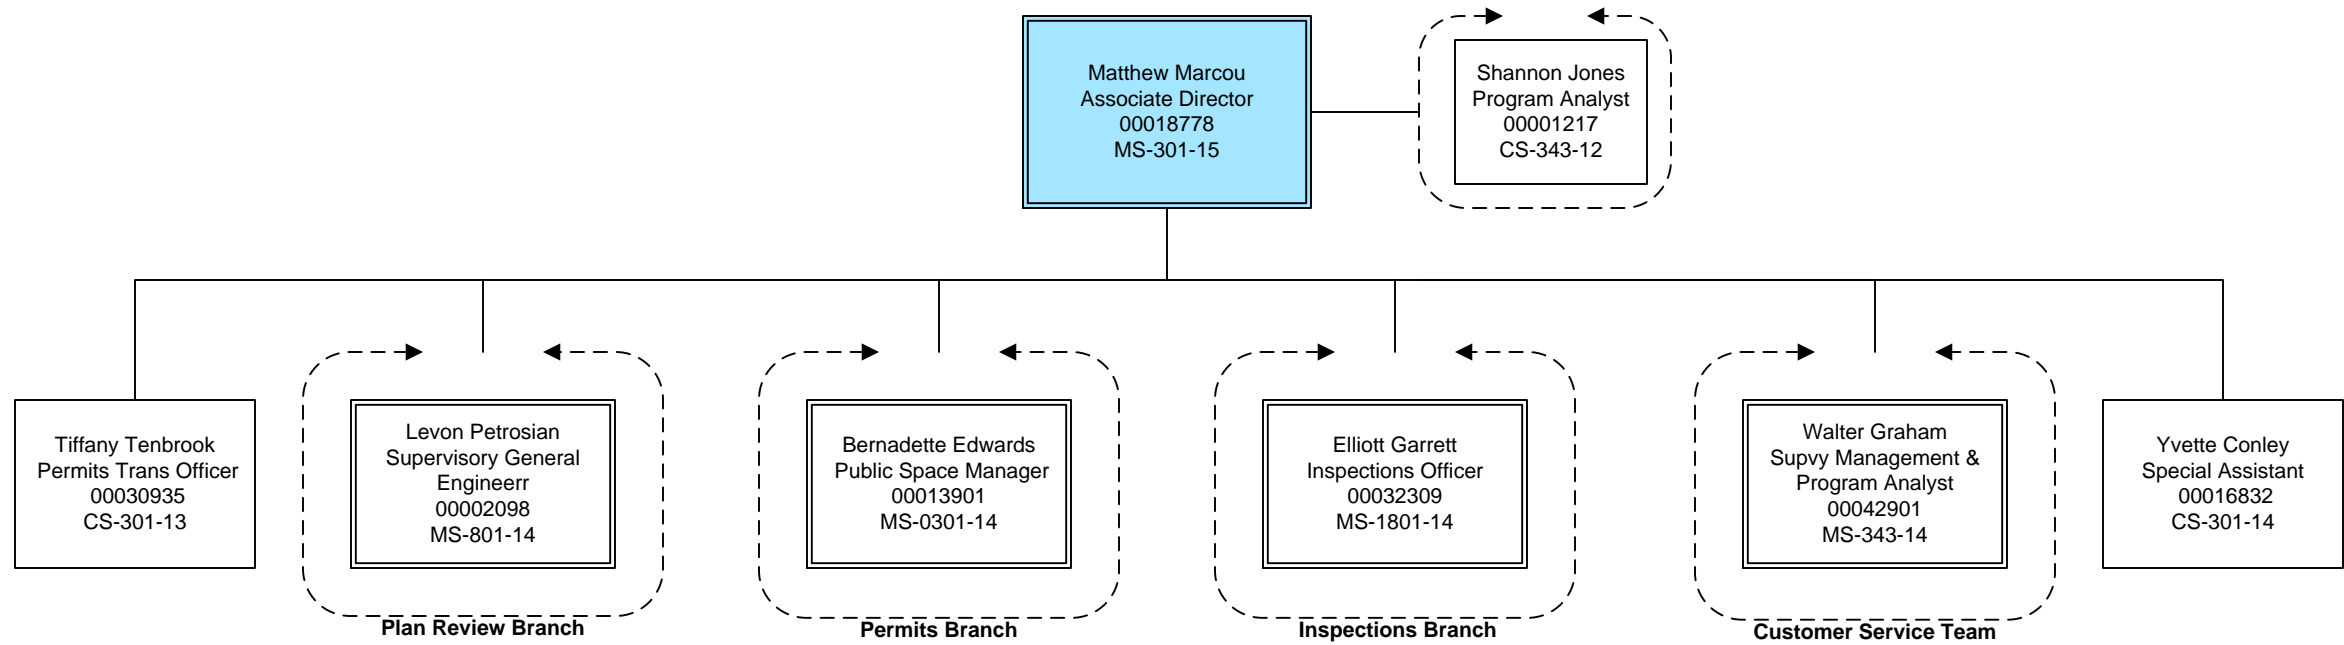 Matthew Marcou
Associate Director
00018778
MS-301-15
Shannon Jones
Program Analyst
00001217
CS-343-12
Tiffany Tenbrook
Permits Trans Officer
00030935
CS-301-13
Levon Petrosian
Supervisory General
Engineerr
00002098
MS-801-14
Plan Review Branch
Bernadette Edwards
Public Space Manager
00013901
MS-0301-14
Permits Branch
Elliott Garrett
Inspections Officer
00032309
MS-1801-14
Inspections Branch
Walter Graham
Supvy Management &
Program Analyst
00042901
MS-343-14
Customer Service Team
Yvette Conley
Special Assistant
00016832
CS-301-14